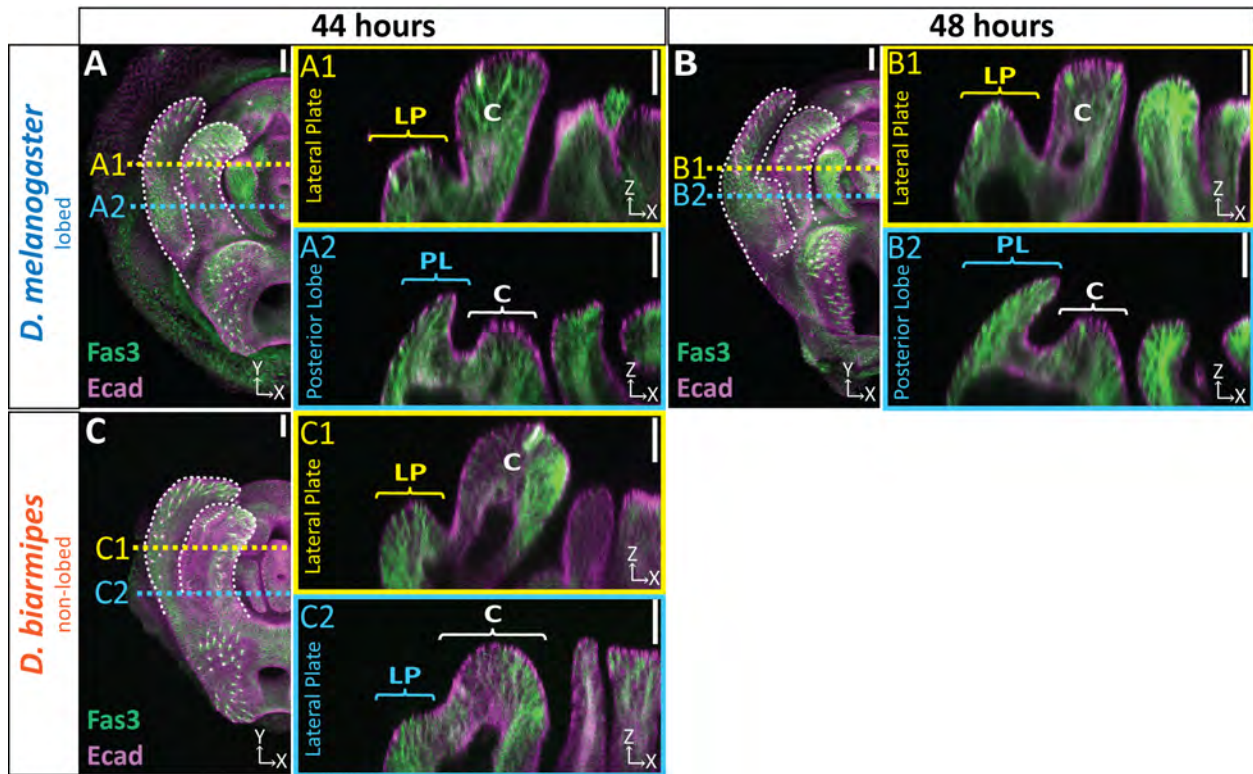 44 hours
48 hours
D. melanogaster
lobed
A
A1
A2
Fas3
Ecad
Y
X
A1
Lateral Plate
LP
C
Z
X
A2
Posterior Lobe
PL
C
Z
X
B
B1
B2
Fas3
Ecad
Y
X
B1
Lateral Plate
LP
C
Z
X
B2
Posterior Lobe
PL
C
Z
X
D. biarmipes
non-lobed
C
C1
C2
Fas3
Ecad
Y
X
C1
Lateral Plate
LP
C
Z
X
C2
Lateral Plate
LP
C
Z
X